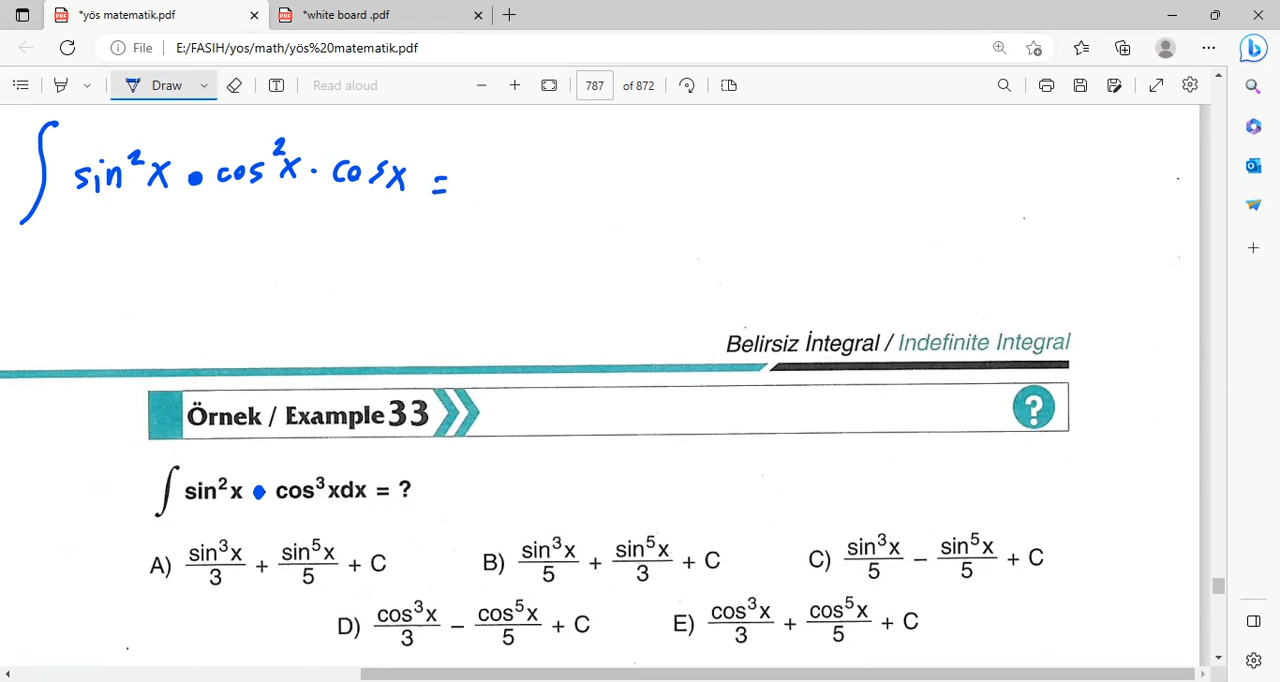 *yös matematik.pdf
*white board .pdf
File E:/FASIH/yos/math/yös%20matematik.pdf
Draw Read aloud 787 of 872
∫ sin²x • cos²x · cosx =
Belirsiz İntegral / Indefinite Integral
Örnek / Example 33 ?
∫ sin²x • cos³xdx = ?
A) sin³x/3 + sin⁵x/5 + C B) sin³x/5 + sin⁵x/3 + C C) sin³x/5 − sin⁵x/5 + C
D) cos³x/3 − cos⁵x/5 + C E) cos³x/3 + cos⁵x/5 + C